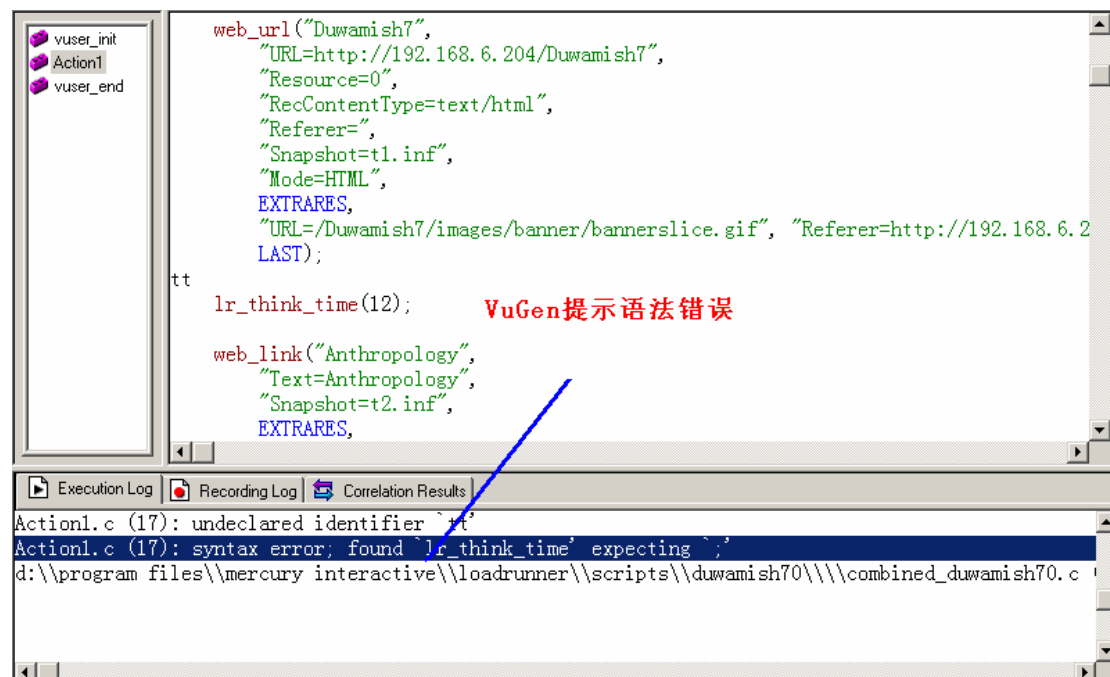 vuser_init
Action1
vuser_end
web_url("Duwamish7",
"URL=http://192.168.6.204/Duwamish7",
"Resource=0",
"RecContentType=text/html",
"Referer=",
"Snapshot=t1.inf",
"Mode=HTML",
EXTRARES,
"URL=/Duwamish7/images/banner/bannerslice.gif", "Referer=http://192.168.6.2
LAST);
tt
lr_think_time(12);
VuGen提示语法错误
web_link("Anthropology",
"Text=Anthropology",
"Snapshot=t2.inf",
EXTRARES,
Execution Log Recording Log Correlation Results
Action1.c (17): undeclared identifier `tt'
Action1.c (17): syntax error; found `lr_think_time' expecting `;'
d:\\program files\\mercury interactive\\loadrunner\\scripts\\duwamish70\\\\combined_duwamish70.c